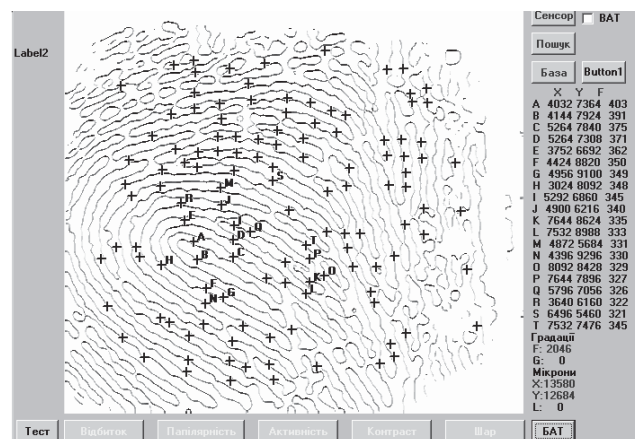 Label2
Сенсор
БАТ
Пошук
База Button1
X Y F
A 4032 7364 403
B 4144 7924 391
C 5264 7840 375
D 5264 7308 371
E 3752 6692 362
F 4424 8820 350
G 4956 9100 349
H 3024 8092 348
I 5292 6860 345
J 4900 6216 340
K 7644 8624 335
L 7532 8988 333
M 4872 5684 331
N 4396 9296 330
O 8092 8428 329
P 7644 7896 327
Q 5796 7056 326
R 3640 6160 322
S 6496 5460 321
T 7532 7476 345
Градації
F: 2046
G: 0
Мікрони
X:13580
Y:12684
L: 0
S
M
R
J
E
I
Q
A
D
T
B
C
P
H
O
F
K
N
G
Тест Відбиток Папілярність Активність Контраст Шар БАТ